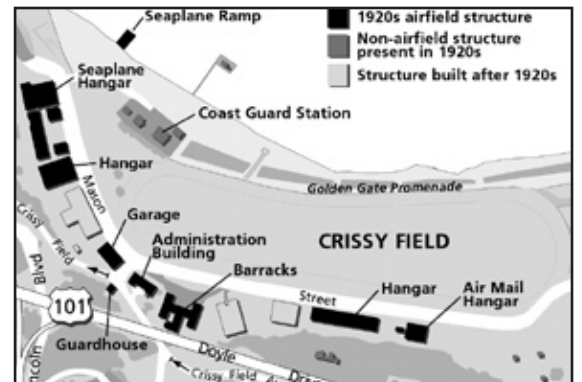 Seaplane Ramp
1920s airfield structure
Non-airfield structure
present in 1920s
Structure built after 1920s
Seaplane
Hangar
Coast Guard Station
Hangar
Mason
Golden Gate Promenade
Crissy
Field
Garage
Administration
Building
CRISSY FIELD
Barracks
Blvd
Street
Hangar
Air Mail
Hangar
101
Guardhouse
Doyle
Crissy Field